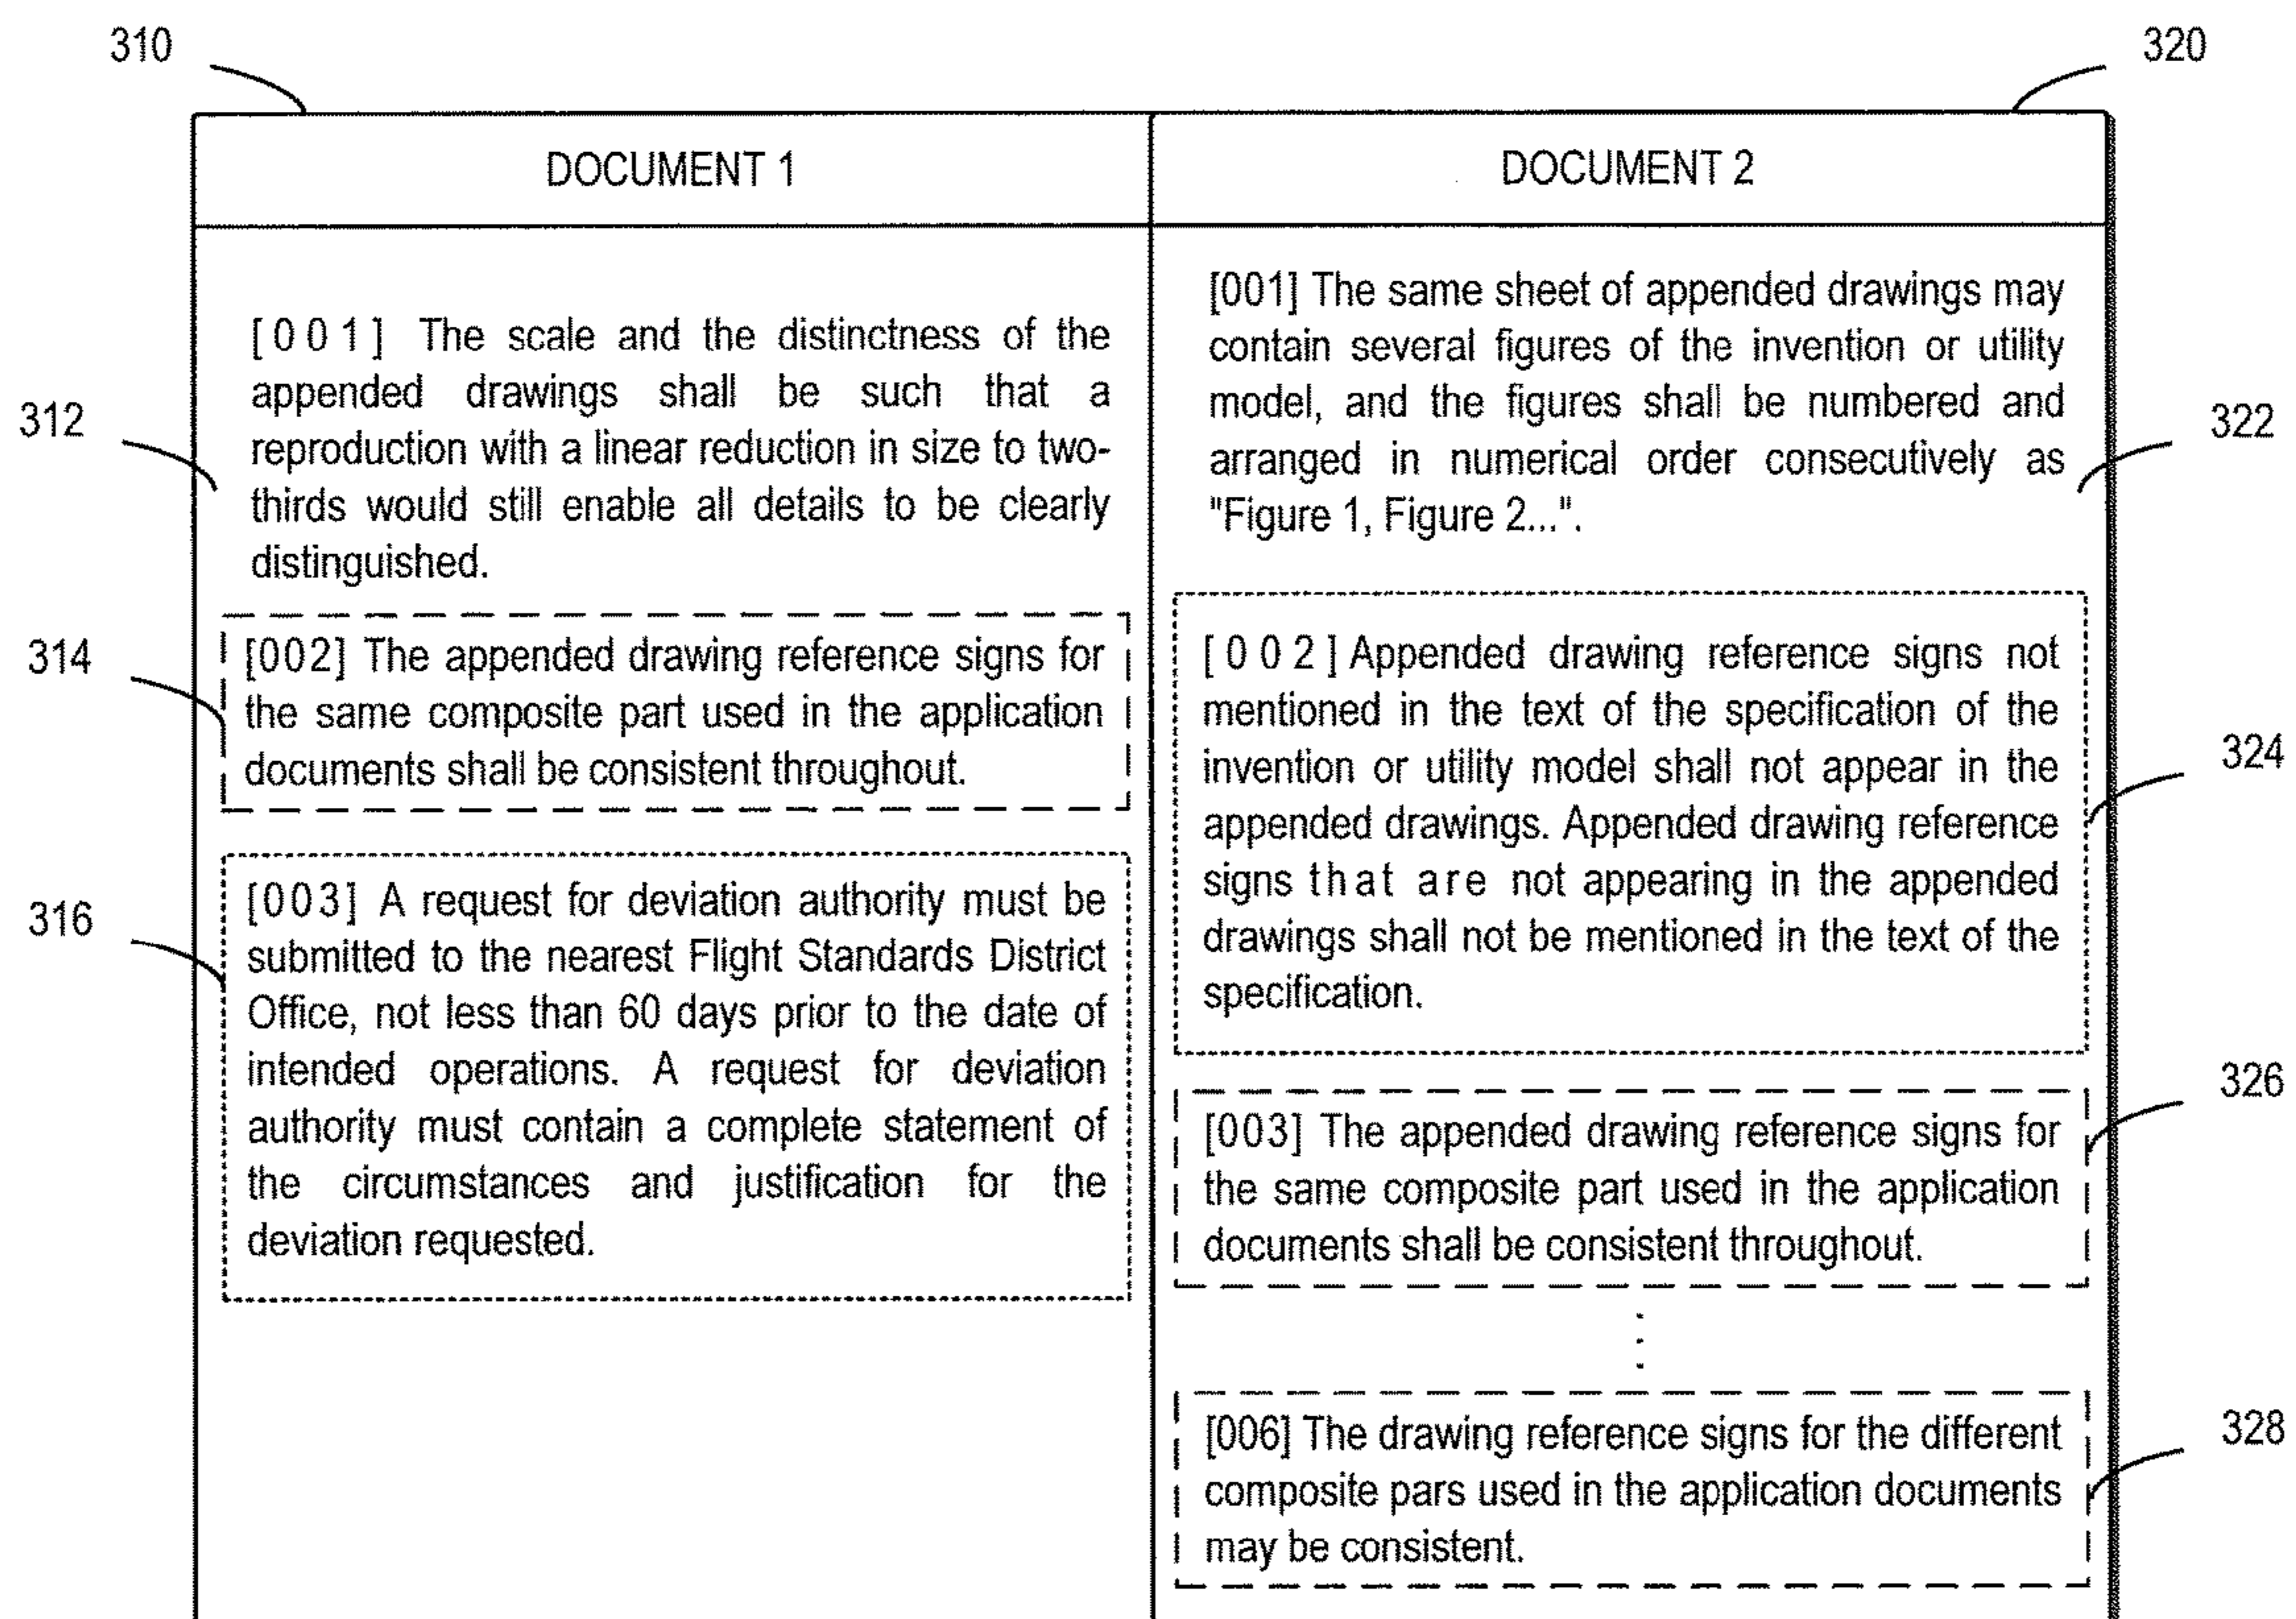 310
320
DOCUMENT 1
DOCUMENT 2
312
[001] The scale and the distinctness of the
appended drawings shall be such that a
reproduction with a linear reduction in size to two-
thirds would still enable all details to be clearly
distinguished.
314
[002] The appended drawing reference signs for
the same composite part used in the application
documents shall be consistent throughout.
316
[003] A request for deviation authority must be
submitted to the nearest Flight Standards District
Office, not less than 60 days prior to the date of
intended operations. A request for deviation
authority must contain a complete statement of
the circumstances and justification for the
deviation requested.
[001] The same sheet of appended drawings may
contain several figures of the invention or utility
model, and the figures shall be numbered and
arranged in numerical order consecutively as
"Figure 1, Figure 2...".
322
[002] Appended drawing reference signs not
mentioned in the text of the specification of the
invention or utility model shall not appear in the
appended drawings. Appended drawing reference
signs that are not appearing in the appended
drawings shall not be mentioned in the text of the
specification.
324
[003] The appended drawing reference signs for
the same composite part used in the application
documents shall be consistent throughout.
326
[006] The drawing reference signs for the different
composite pars used in the application documents
may be consistent.
328